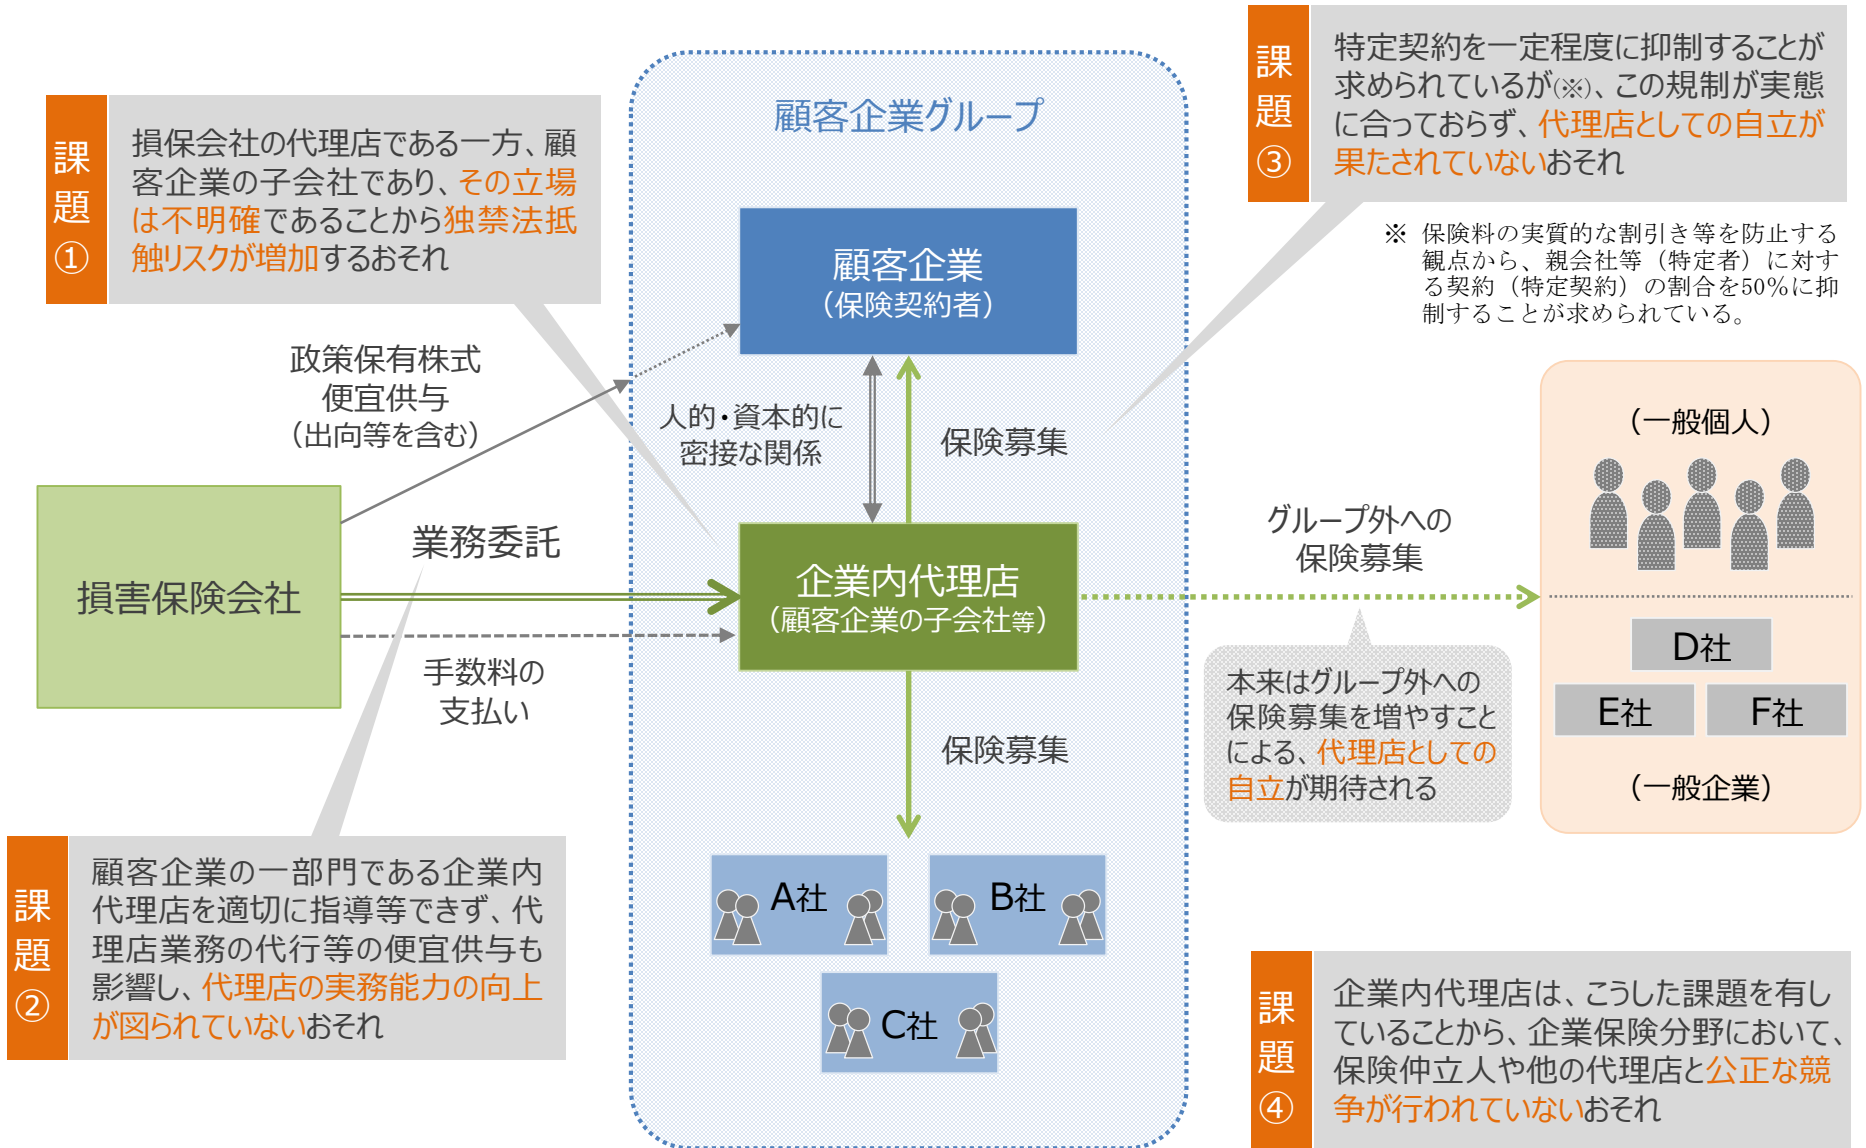 課題①
損保会社の代理店である一方、顧
客企業の子会社であり、その立場
は不明確であることから独禁法抵
触リスクが増加するおそれ
顧客企業グループ
課題③
特定契約を一定程度に抑制することが
求められているが(※)、この規制が実態
に合っておらず、代理店としての自立が
果たされていないおそれ
※ 保険料の実質的な割引き等を防止する
観点から、親会社等（特定者）に対す
る契約（特定契約）の割合を50％に抑
制することが求められている。
顧客企業
（保険契約者）
政策保有株式
便宜供与
（出向等を含む）
人的・資本的に
密接な関係
保険募集
損害保険会社
業務委託
手数料の
支払い
企業内代理店
（顧客企業の子会社等）
グループ外への
保険募集
（一般個人）
D社
E社
F社
（一般企業）
本来はグループ外への
保険募集を増やすこと
による、代理店としての
自立が期待される
保険募集
A社
B社
C社
課題②
顧客企業の一部門である企業内
代理店を適切に指導等できず、代
理店業務の代行等の便宜供与も
影響し、代理店の実務能力の向上
が図られていないおそれ
課題④
企業内代理店は、こうした課題を有し
ていることから、企業保険分野において、
保険仲立人や他の代理店と公正な競
争が行われていないおそれ